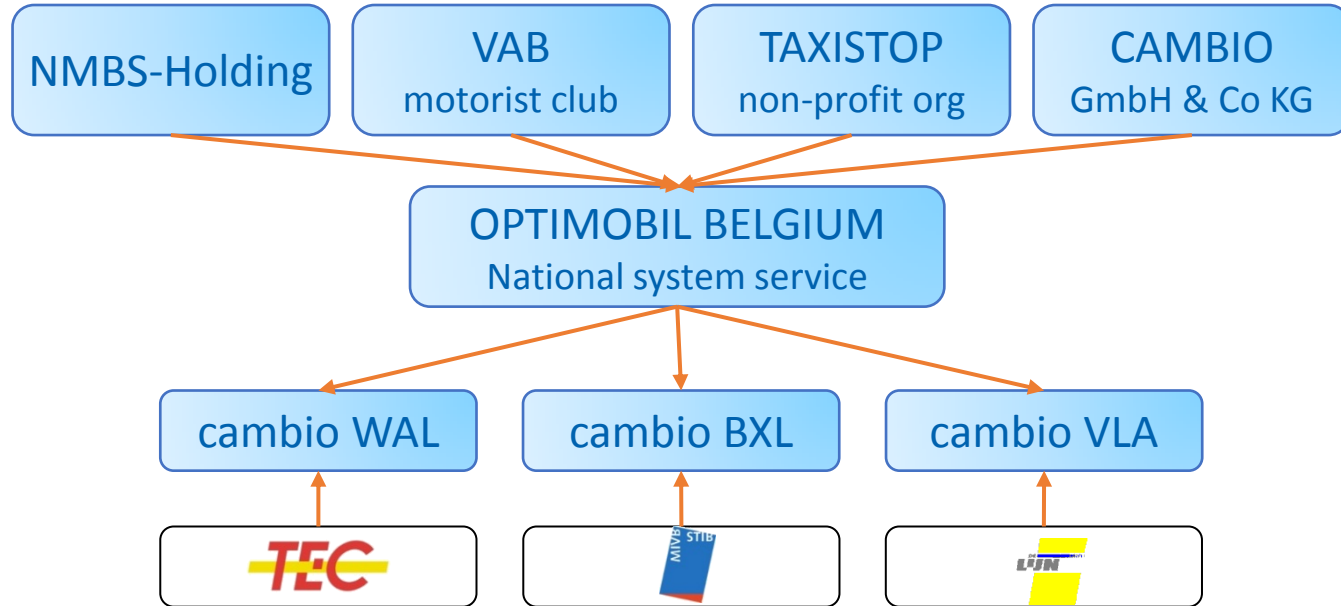 NMBS-Holding
VAB
motorist club
TAXISTOP
non-profit org
CAMBIO
GmbH & Co KG
OPTIMOBIL BELGIUM
National system service
cambio WAL
cambio BXL
cambio VLA
TEC
MIVB
STIB
DE
LIJN